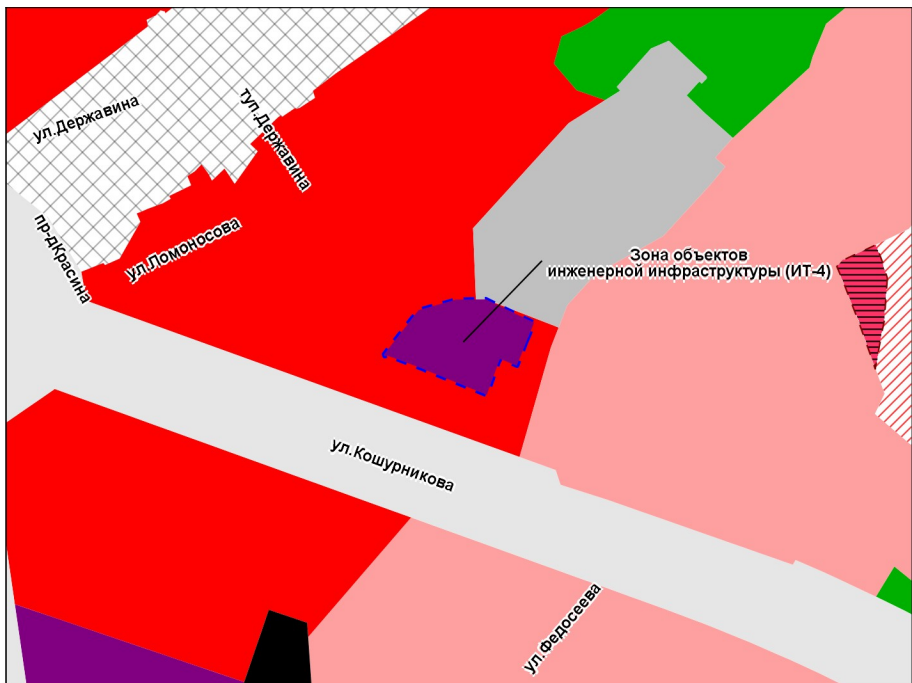 ул.Державина
туп.Державина
пр-дКрасина
ул.Ломоносова
Зона объектов
инженерной инфраструктуры (ИТ-4)
ул.Кошурникова
ул.Федосеева